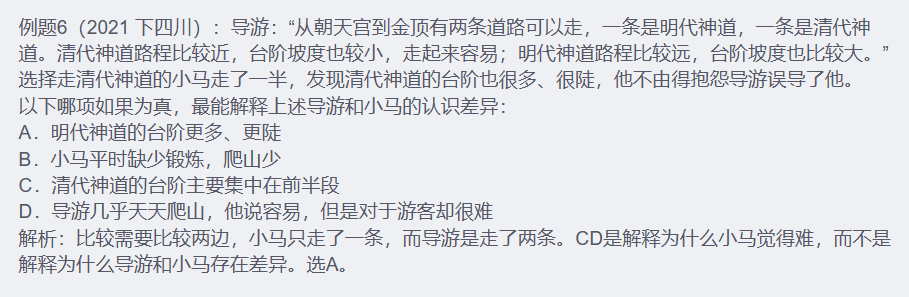 例题6（2021 下四川）：导游：“从朝天宫到金顶有两条道路可以走，一条是明代神道，一条是清代神
道。清代神道路程比较近，台阶坡度也较小，走起来容易；明代神道路程比较远，台阶坡度也比较大。”
选择走清代神道的小马走了一半，发现清代神道的台阶也很多、很陡，他不由得抱怨导游误导了他。
以下哪项如果为真，最能解释上述导游和小马的认识差异：
A．明代神道的台阶更多、更陡
B．小马平时缺少锻炼，爬山少
C．清代神道的台阶主要集中在前半段
D．导游几乎天天爬山，他说容易，但是对于游客却很难
解析：比较需要比较两边，小马只走了一条，而导游是走了两条。CD是解释为什么小马觉得难，而不是
解释为什么导游和小马存在差异。选A。